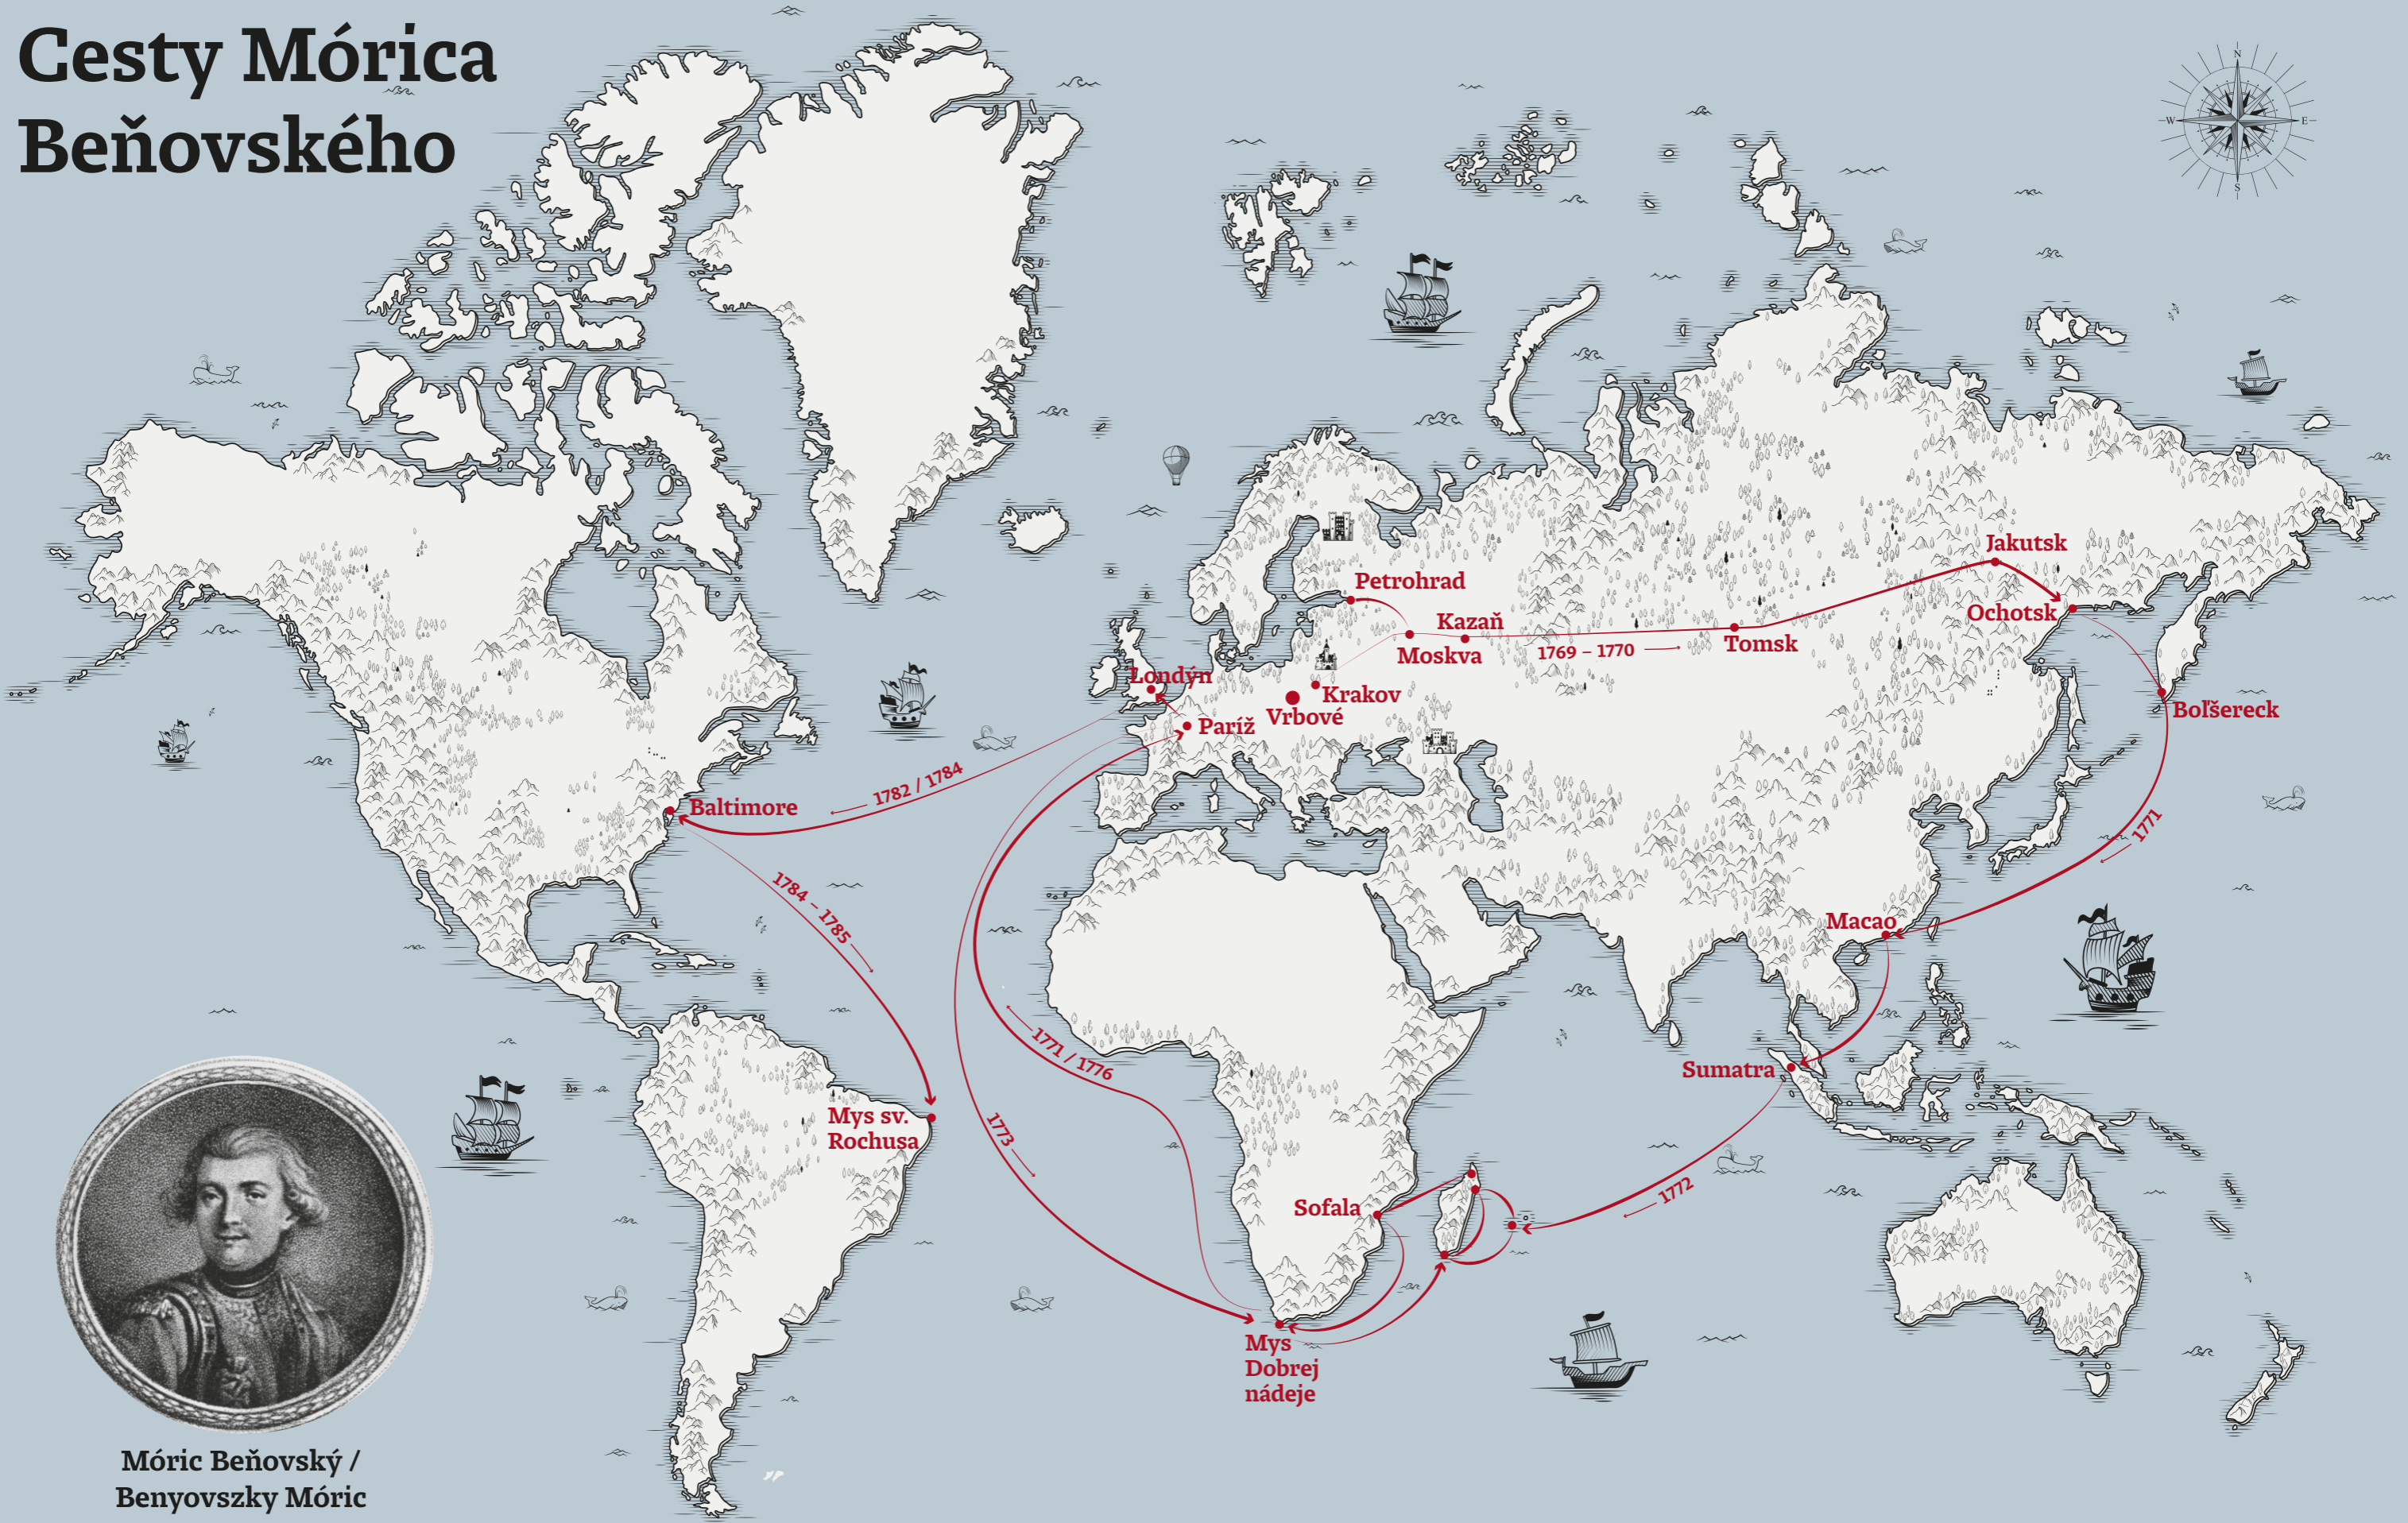 Cesty Mórica
Beňovského
N
W
E
S
Jakutsk
Petrohrad
Ochotsk
Kazaň
Moskva
1769 – 1770
Tomsk
Londýn
Krakov
Vrbové
Boľšereck
Paríž
1782 / 1784
Baltimore
1771
1784 – 1785
Macao
1771 / 1776
Sumatra
Mys sv.
Rochusa
1773
1772
Sofala
Mys
Dobrej
nádeje
Móric Beňovský /
Benyovszky Móric